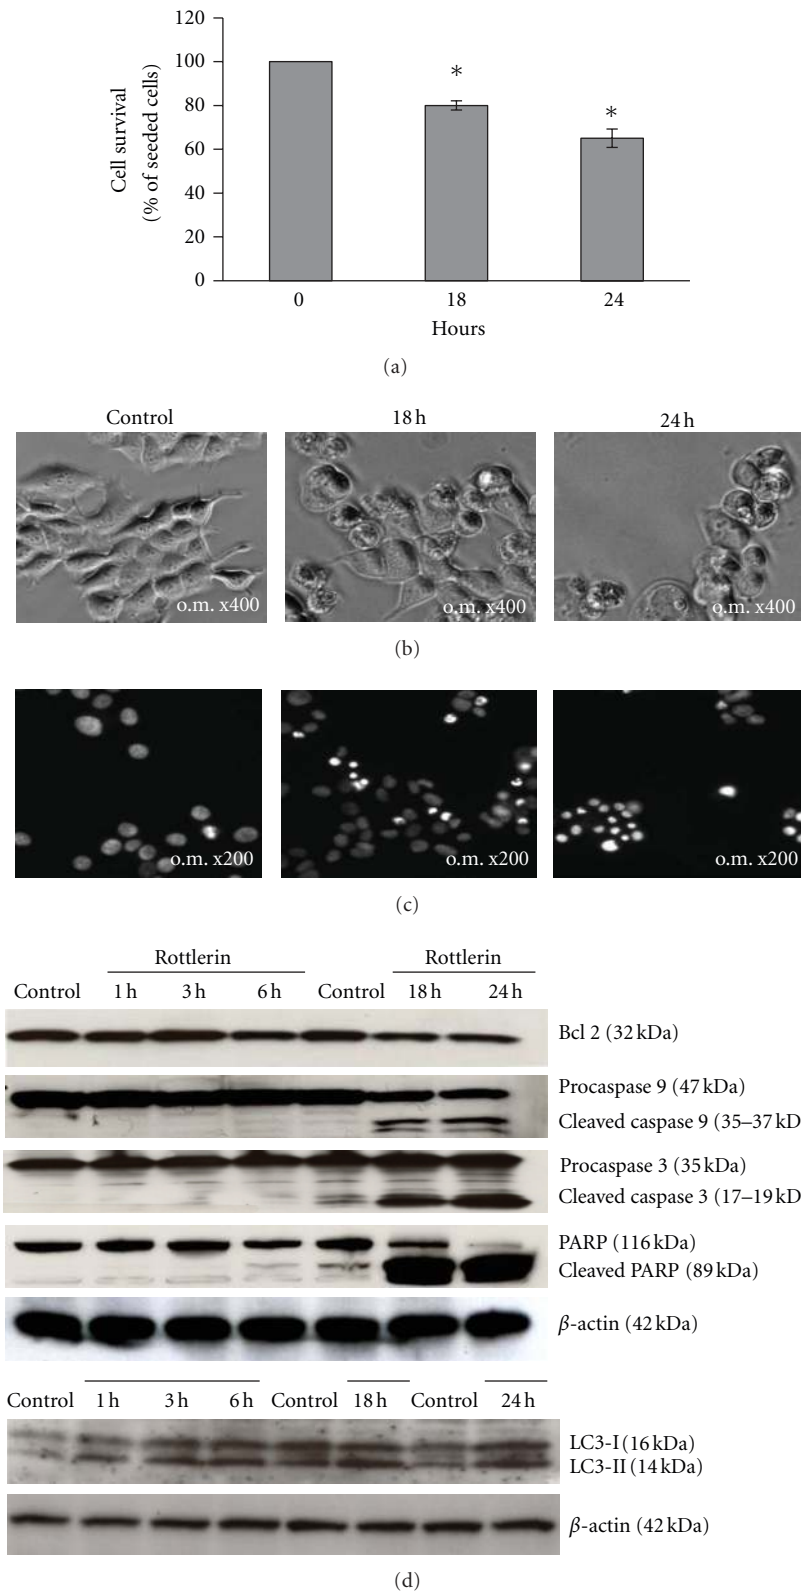 120
100
80
60
40
20
0
Cell survival
(% of seeded cells)
*
*
0 18 24
Hours
(a)
Control 18 h 24 h
o.m. x400 o.m. x400 o.m. x400
(b)
o.m. x200 o.m. x200 o.m. x200
(c)
Rottlerin Rottlerin
Control 1 h 3 h 6 h Control 18 h 24 h
Bcl 2 (32 kDa)
Procaspase 9 (47 kDa)
Cleaved caspase 9 (35–37 kD
Procaspase 3 (35 kDa)
Cleaved caspase 3 (17–19 kD
PARP (116 kDa)
Cleaved PARP (89 kDa)
β-actin (42 kDa)
Control 1 h 3 h 6 h Control 18 h Control 24 h
LC3-I (16 kDa)
LC3-II (14 kDa)
β-actin (42 kDa)
(d)